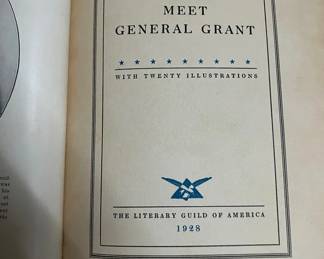 MEET
GENERAL GRANT
WITH TWENTY ILLUSTRATIONS
THE LITERARY GUILD OF AMERICA
1928